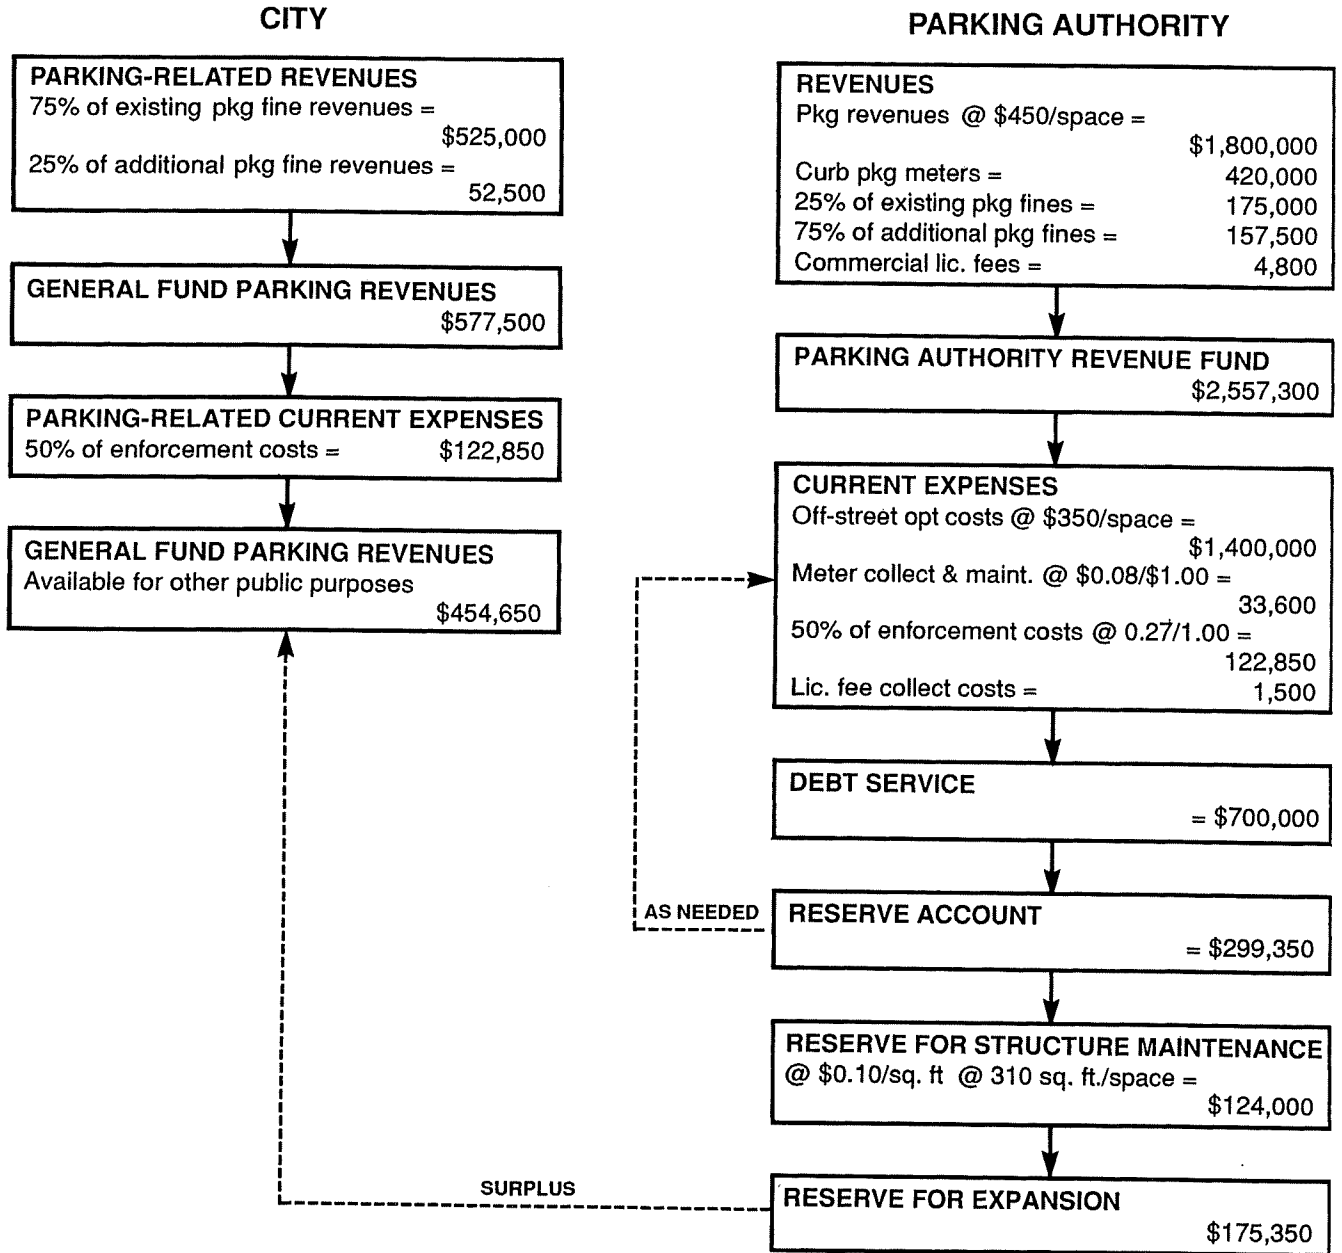 CITY
PARKING-RELATED REVENUES
75% of existing pkg fine revenues =
$525,000
25% of additional pkg fine revenues =
52,500
GENERAL FUND PARKING REVENUES
$577,500
PARKING-RELATED CURRENT EXPENSES
50% of enforcement costs = $122,850
GENERAL FUND PARKING REVENUES
Available for other public purposes
$454,650
PARKING AUTHORITY
REVENUES
Pkg revenues @ $450/space =
$1,800,000
Curb pkg meters = 420,000
25% of existing pkg fines = 175,000
75% of additional pkg fines = 157,500
Commercial lic. fees = 4,800
PARKING AUTHORITY REVENUE FUND
$2,557,300
CURRENT EXPENSES
Off-street opt costs @ $350/space =
$1,400,000
Meter collect & maint. @ $0.08/$1.00 =
33,600
50% of enforcement costs @ 0.27/1.00 =
122,850
Lic. fee collect costs = 1,500
DEBT SERVICE
= $700,000
AS NEEDED
RESERVE ACCOUNT
= $299,350
RESERVE FOR STRUCTURE MAINTENANCE
@ $0.10/sq. ft @ 310 sq. ft./space =
$124,000
SURPLUS
RESERVE FOR EXPANSION
$175,350